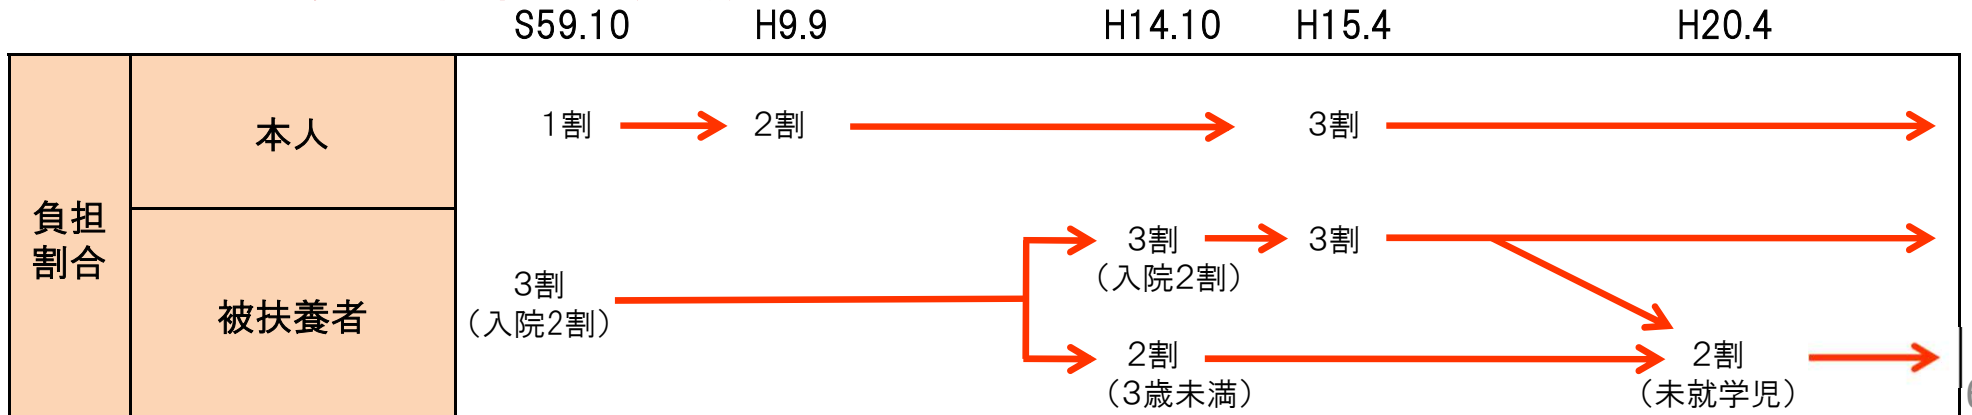 S59.10 H9.9 H14.10 H15.4 H20.4
負担
割合
本人
1割 2割 3割
被扶養者
3割
(入院2割)
3割 3割
(入院2割)
2割 2割
(3歳未満) (未就学児)